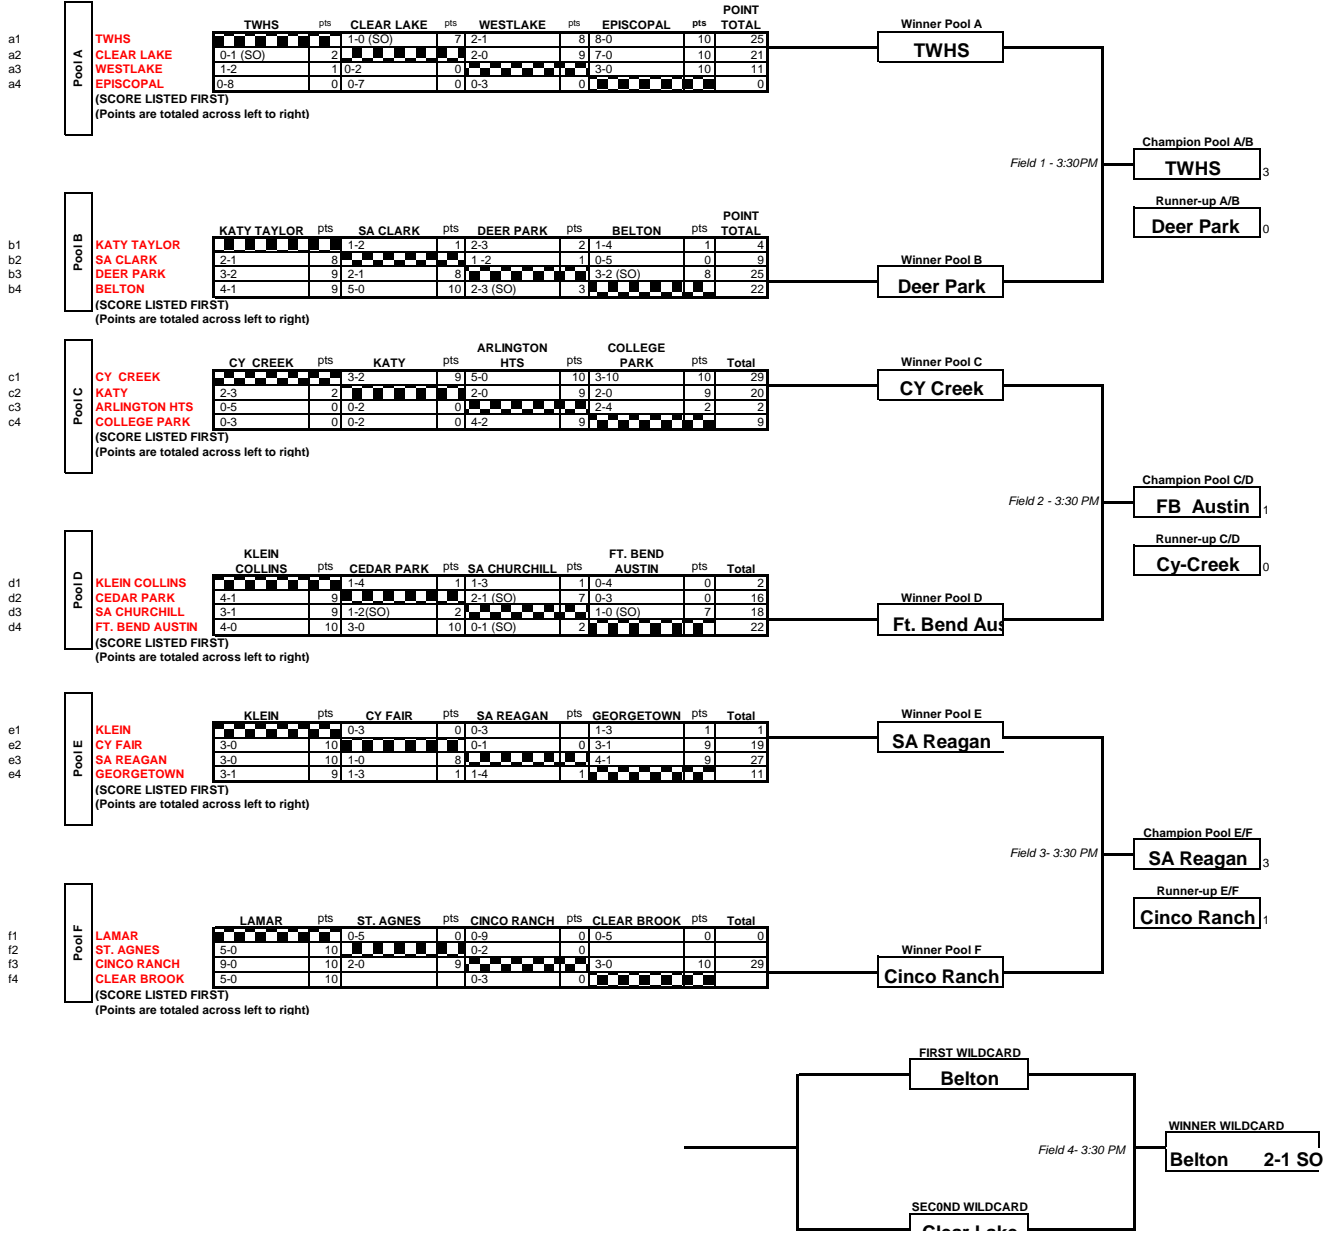 POINT
TWHS pts CLEAR LAKE pts WESTLAKE pts EPISCOPAL pts TOTAL Winner Pool A
a1 TWHS 1-0 (SO) 7 2-1 8 8-0 10 25 TWHS
a2 CLEAR LAKE 0-1 (SO) 2 2-0 9 7-0 10 21
a3 WESTLAKE 1-2 1 0-2 0 3-0 10 11
a4 EPISCOPAL 0-8 0 0-7 0 0-3 0 0
Pool A
(SCORE LISTED FIRST)
(Points are totaled across left to right)
Champion Pool A/B
Field 1 - 3:30PM TWHS 3
Runner-up A/B
Deer Park 0
POINT
KATY TAYLOR pts SA CLARK pts DEER PARK pts BELTON pts TOTAL
b1 KATY TAYLOR 1-2 1 2-3 2 1-4 1 4
b2 SA CLARK 2-1 8 1 -2 1 0-5 0 9 Winner Pool B
b3 DEER PARK 3-2 9 2-1 8 3-2 (SO) 8 25 Deer Park
b4 BELTON 4-1 9 5-0 10 2-3 (SO) 3 22
Pool B
(SCORE LISTED FIRST)
(Points are totaled across left to right)
ARLINGTON COLLEGE
CY CREEK pts KATY pts HTS pts PARK pts Total Winner Pool C
c1 CY CREEK 3-2 9 5-0 10 3-10 10 29 CY Creek
c2 KATY 2-3 2 2-0 9 2-0 9 20
c3 ARLINGTON HTS 0-5 0 0-2 0 2-4 2 2
c4 COLLEGE PARK 0-3 0 0-2 0 4-2 9 9
Pool C
(SCORE LISTED FIRST)
(Points are totaled across left to right)
Champion Pool C/D
Field 2 - 3:30 PM FB Austin 1
Runner-up C/D
Cy-Creek 0
KLEIN FT. BEND
COLLINS pts CEDAR PARK pts SA CHURCHILL pts AUSTIN pts Total
d1 KLEIN COLLINS 1-4 1 1-3 1 0-4 0 2
d2 CEDAR PARK 4-1 9 2-1 (SO) 7 0-3 0 16 Winner Pool D
d3 SA CHURCHILL 3-1 9 1-2(SO) 2 1-0 (SO) 7 18 Ft. Bend Aus
d4 FT. BEND AUSTIN 4-0 10 3-0 10 0-1 (SO) 2 22
Pool D
(SCORE LISTED FIRST)
(Points are totaled across left to right)
KLEIN pts CY FAIR pts SA REAGAN pts GEORGETOWN pts Total Winner Pool E
e1 KLEIN 0-3 0 0-3 1-3 1 1 SA Reagan
e2 CY FAIR 3-0 10 0-1 0 3-1 9 19
e3 SA REAGAN 3-0 10 1-0 8 4-1 9 27
e4 GEORGETOWN 3-1 9 1-3 1 1-4 1 11
Pool E
(SCORE LISTED FIRST)
(Points are totaled across left to right)
Champion Pool E/F
Field 3- 3:30 PM SA Reagan 3
Runner-up E/F
Cinco Ranch 1
LAMAR pts ST. AGNES pts CINCO RANCH pts CLEAR BROOK pts Total
f1 LAMAR 0-5 0 0-9 0 0-5 0 0
f2 ST. AGNES 5-0 10 0-2 0 Winner Pool F
f3 CINCO RANCH 9-0 10 2-0 9 3-0 10 29 Cinco Ranch
f4 CLEAR BROOK 5-0 10 0-3 0
Pool F
(SCORE LISTED FIRST)
(Points are totaled across left to right)
FIRST WILDCARD
Belton
WINNER WILDCARD
Field 4- 3:30 PM Belton 2-1 SO
SEC0ND WILDCARD
Clear Lake